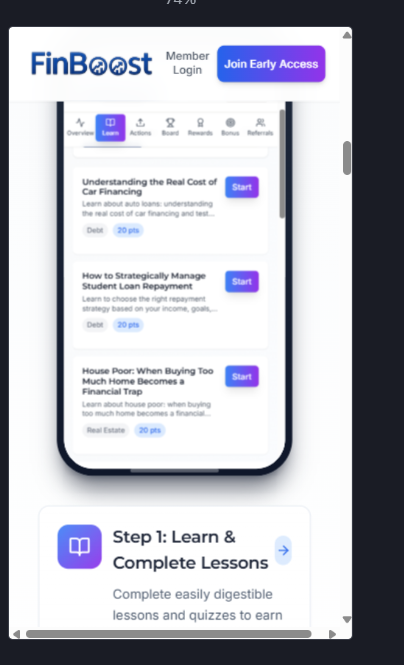 74%
FinBoost
Member
Login
Join Early Access
Overview
Learn
Actions
Board
Rewards
Bonus
Referrals
Understanding the Real Cost of
Car Financing
Start
Learn about auto loans: understanding
the real cost of car financing and test...
Debt
20 pts
How to Strategically Manage
Student Loan Repayment
Start
Learn to choose the right repayment
strategy based on your income, goals,...
Debt
20 pts
House Poor: When Buying Too
Much Home Becomes a
Financial Trap
Start
Learn about house poor: when buying
too much home becomes a financial...
Real Estate
20 pts
Step 1: Learn &
Complete Lessons
Complete easily digestible
lessons and quizzes to earn